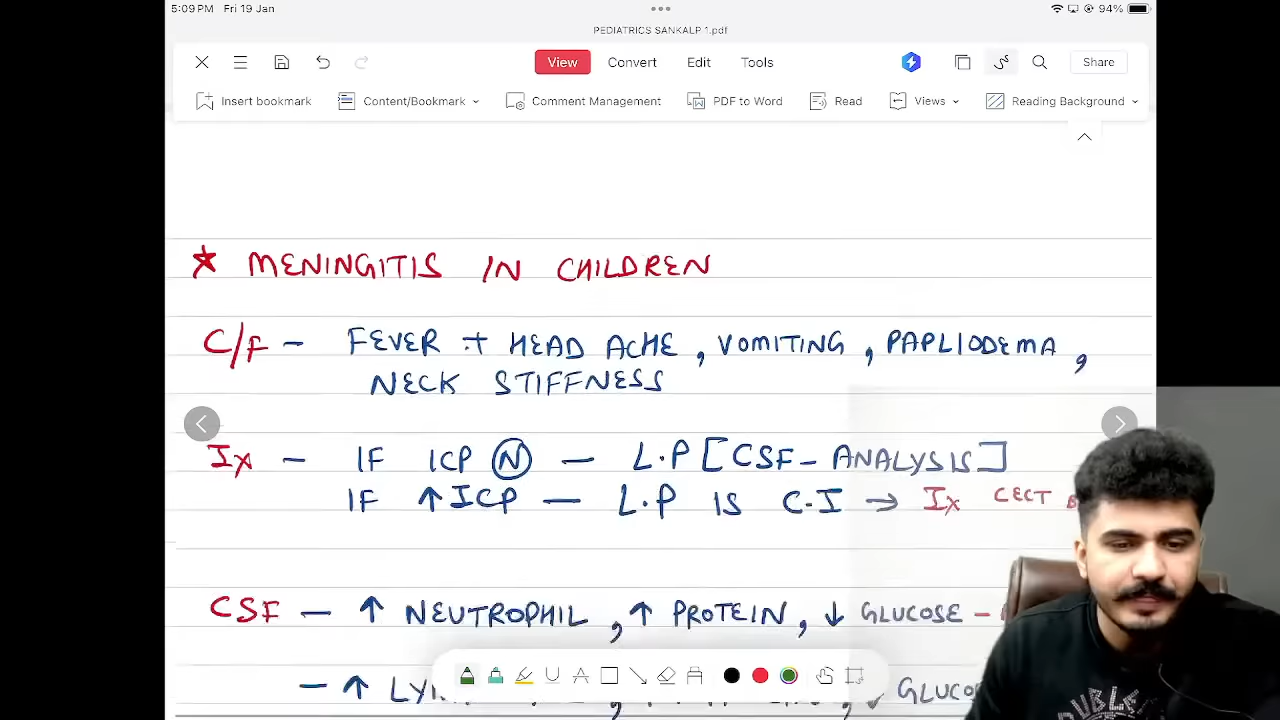 5:09 PM Fri 19 Jan
94%
PEDIATRICS SANKALP 1.pdf
View Convert Edit Tools Share
Insert bookmark Content/Bookmark Comment Management PDF to Word Read Views Reading Background
★ MENINGITIS IN CHILDREN
C/F - FEVER + HEAD ACHE, VOMITING, PAPLIODEMA,
NECK STIFFNESS
Ix - IF ICP Ⓝ - L.P [CSF-ANALYSIS]
IF ↑ICP - L.P IS C.I → Ix CECT
CSF - ↑ NEUTROPHIL, ↑ PROTEIN, ↓ GLUCOSE -
- ↑